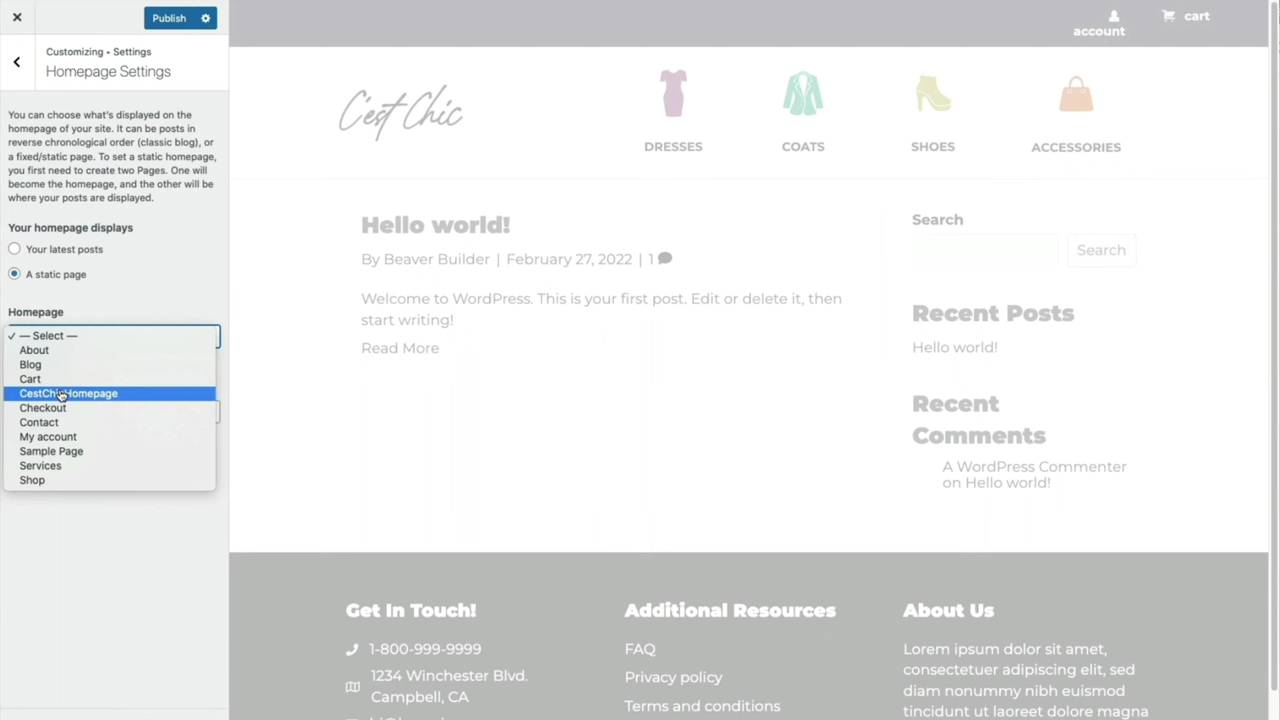 Publish
Customizing • Settings
Homepage Settings
You can choose what's displayed on the
homepage of your site. It can be posts in
reverse chronological order (classic blog), or
a fixed/static page. To set a static homepage,
you first need to create two Pages. One will
become the homepage, and the other will be
where your posts are displayed.
Your homepage displays
Your latest posts
A static page
Homepage
— Select —
About
Blog
Cart
CestChicHomepage
Checkout
Contact
My account
Sample Page
Services
Shop
account
cart
C'est Chic
DRESSES
COATS
SHOES
ACCESSORIES
Hello world!
By Beaver Builder | February 27, 2022 | 1
Welcome to WordPress. This is your first post. Edit or delete it, then
start writing!
Read More
Search
Search
Recent Posts
Hello world!
Recent
Comments
A WordPress Commenter
on Hello world!
Get In Touch!
1-800-999-9999
1234 Winchester Blvd.
Campbell, CA
Additional Resources
FAQ
Privacy policy
Terms and conditions
About Us
Lorem ipsum dolor sit amet,
consectetuer adipiscing elit, sed
diam nonummy nibh euismod
tincidunt ut laoreet dolore magna